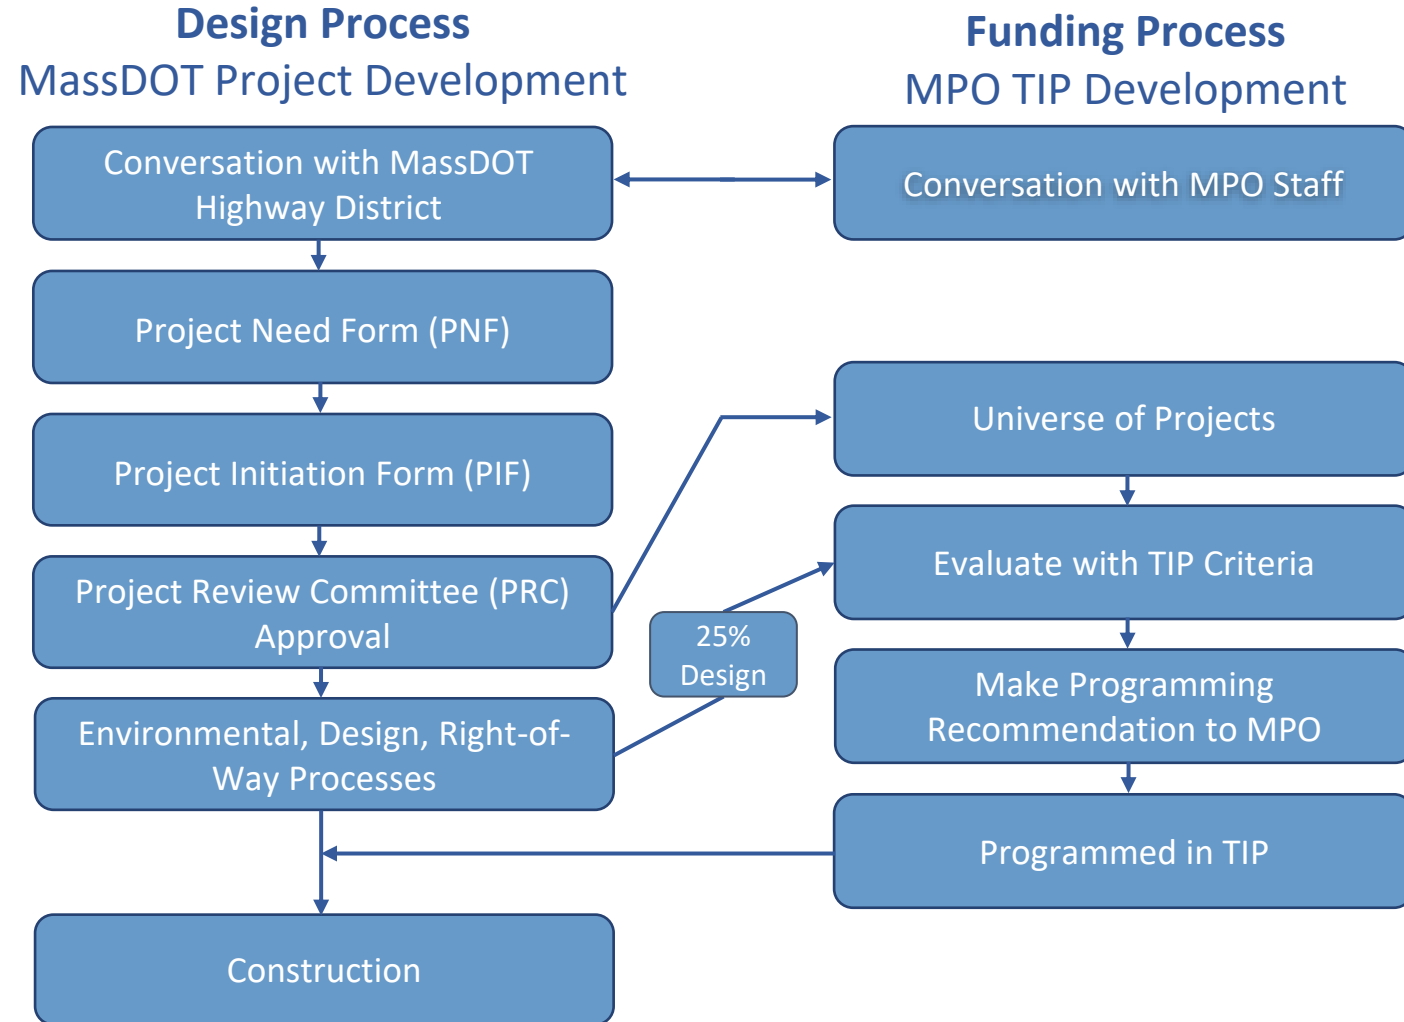 Design Process
MassDOT Project Development
Conversation with MassDOT
Highway District
Project Need Form (PNF)
Project Initiation Form (PIF)
Project Review Committee (PRC)
Approval
Environmental, Design, Right-of-
Way Processes
Construction
25%
Design
Funding Process
MPO TIP Development
Conversation with MPO Staff
Universe of Projects
Evaluate with TIP Criteria
Make Programming
Recommendation to MPO
Programmed in TIP